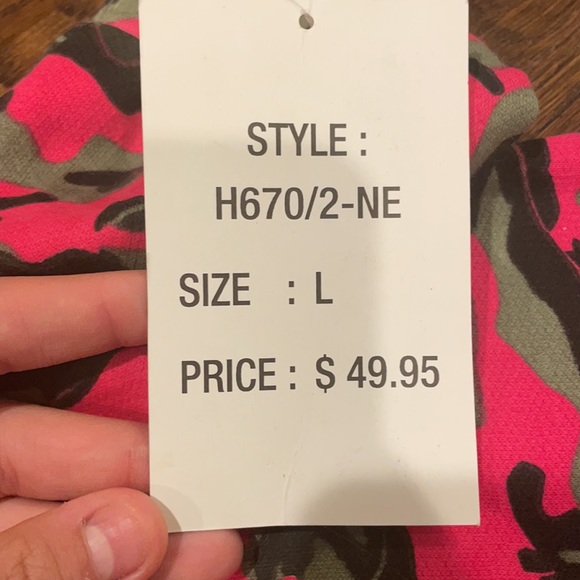 STYLE :
H670/2-NE
SIZE : L
PRICE : $ 49.95